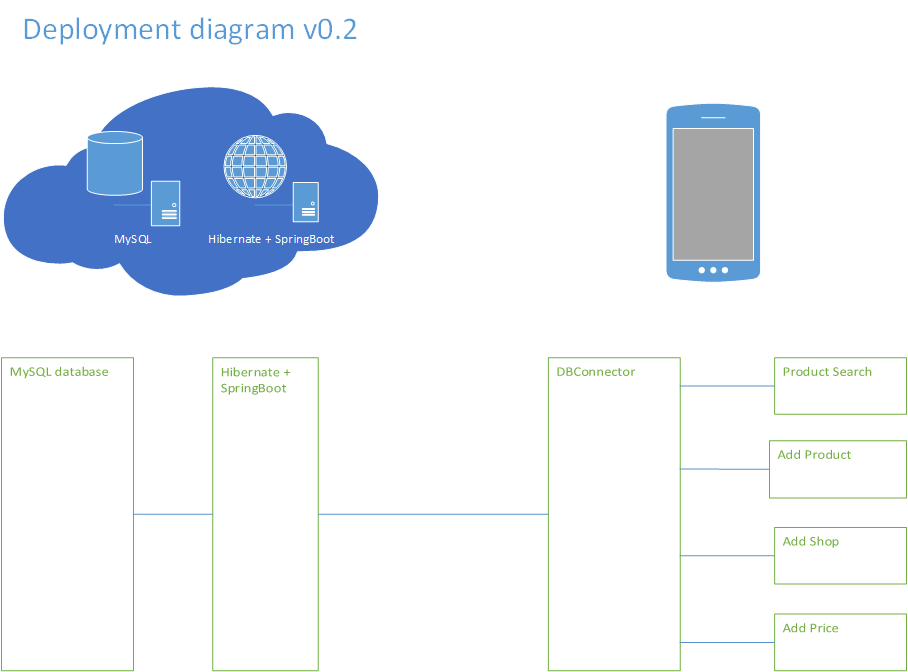 Deployment diagram v0.2
MySQL
Hibernate + SpringBoot
MySQL database
Hibernate +
SpringBoot
DBConnector
Product Search
Add Product
Add Shop
Add Price